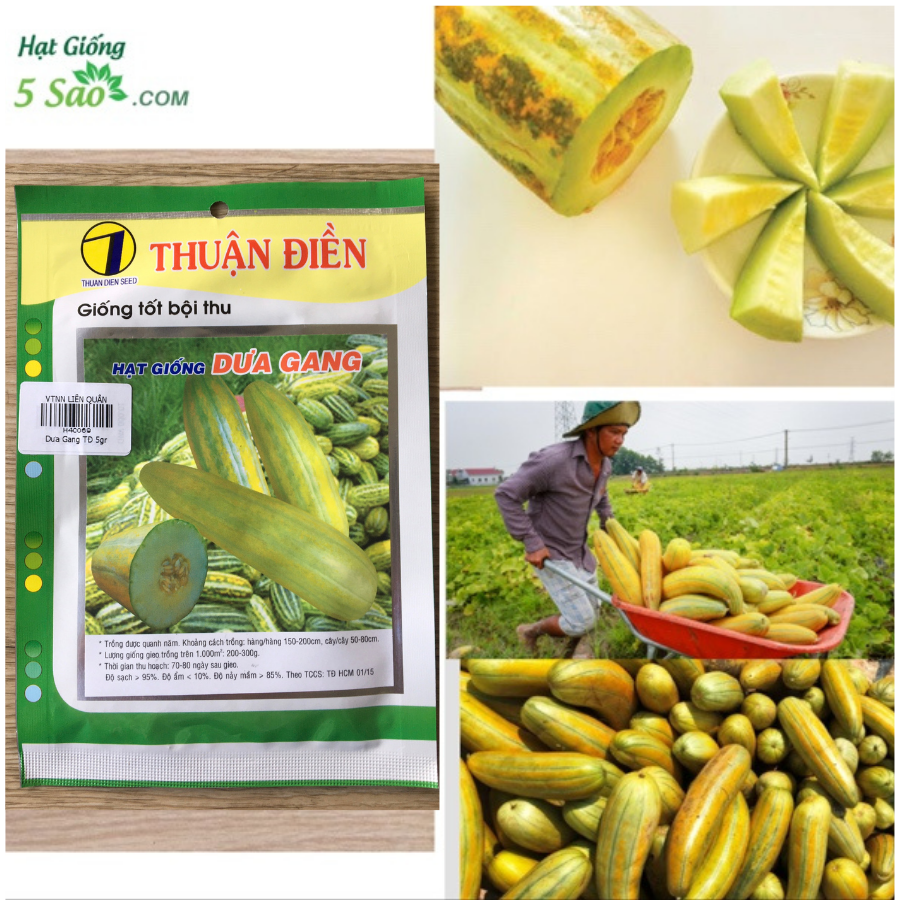 Hạt Giống
5 Sao .COM
THUẬN ĐIỀN
THUAN DIEN SEED
Giống tốt bội thu
HẠT GIỐNG DƯA GANG
VTNN LIÊN QUÂN
H40069
Dưa Gang TĐ 5gr
* Trồng được quanh năm. Khoảng cách trồng: hàng/hàng 150-200cm, cây/cây 50-80cm.
* Lượng giống gieo trồng trên 1.000m²: 200-300g.
* Thời gian thu hoạch: 70-80 ngày sau gieo.
Độ sạch > 95%. Độ ẩm < 10%. Độ nảy mầm > 85%. Theo TCCS: TĐ HCM 01/15